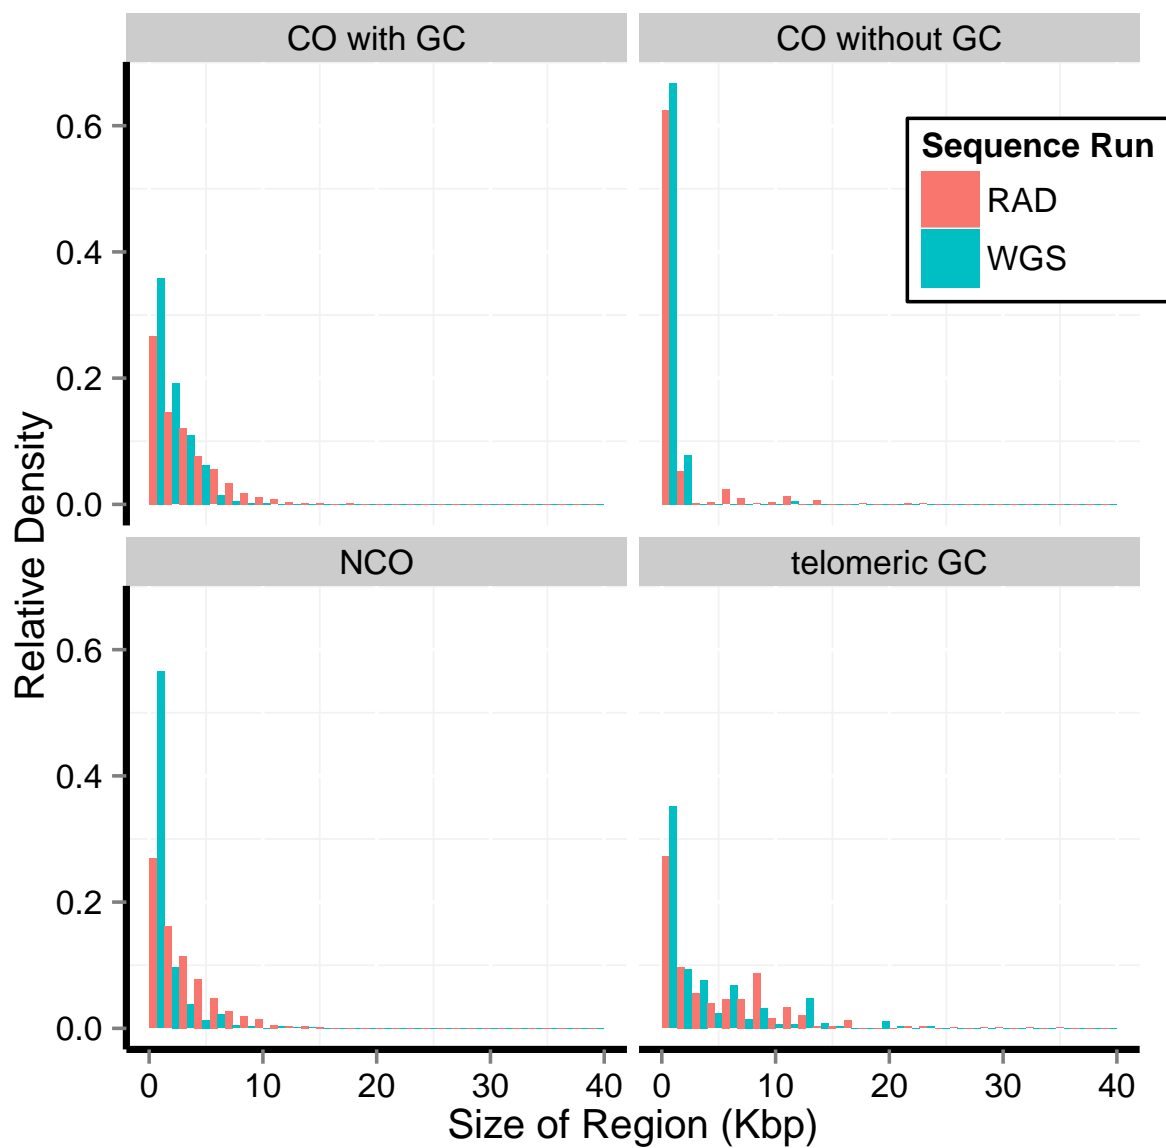 CO with GC
CO without GC
Sequence Run
RAD
WGS
0.6
0.4
0.2
0.0
Relative Density
NCO
telomeric GC
0.6
0.4
0.2
0.0
0 10 20 30 40
0 10 20 30 40
Size of Region (Kbp)